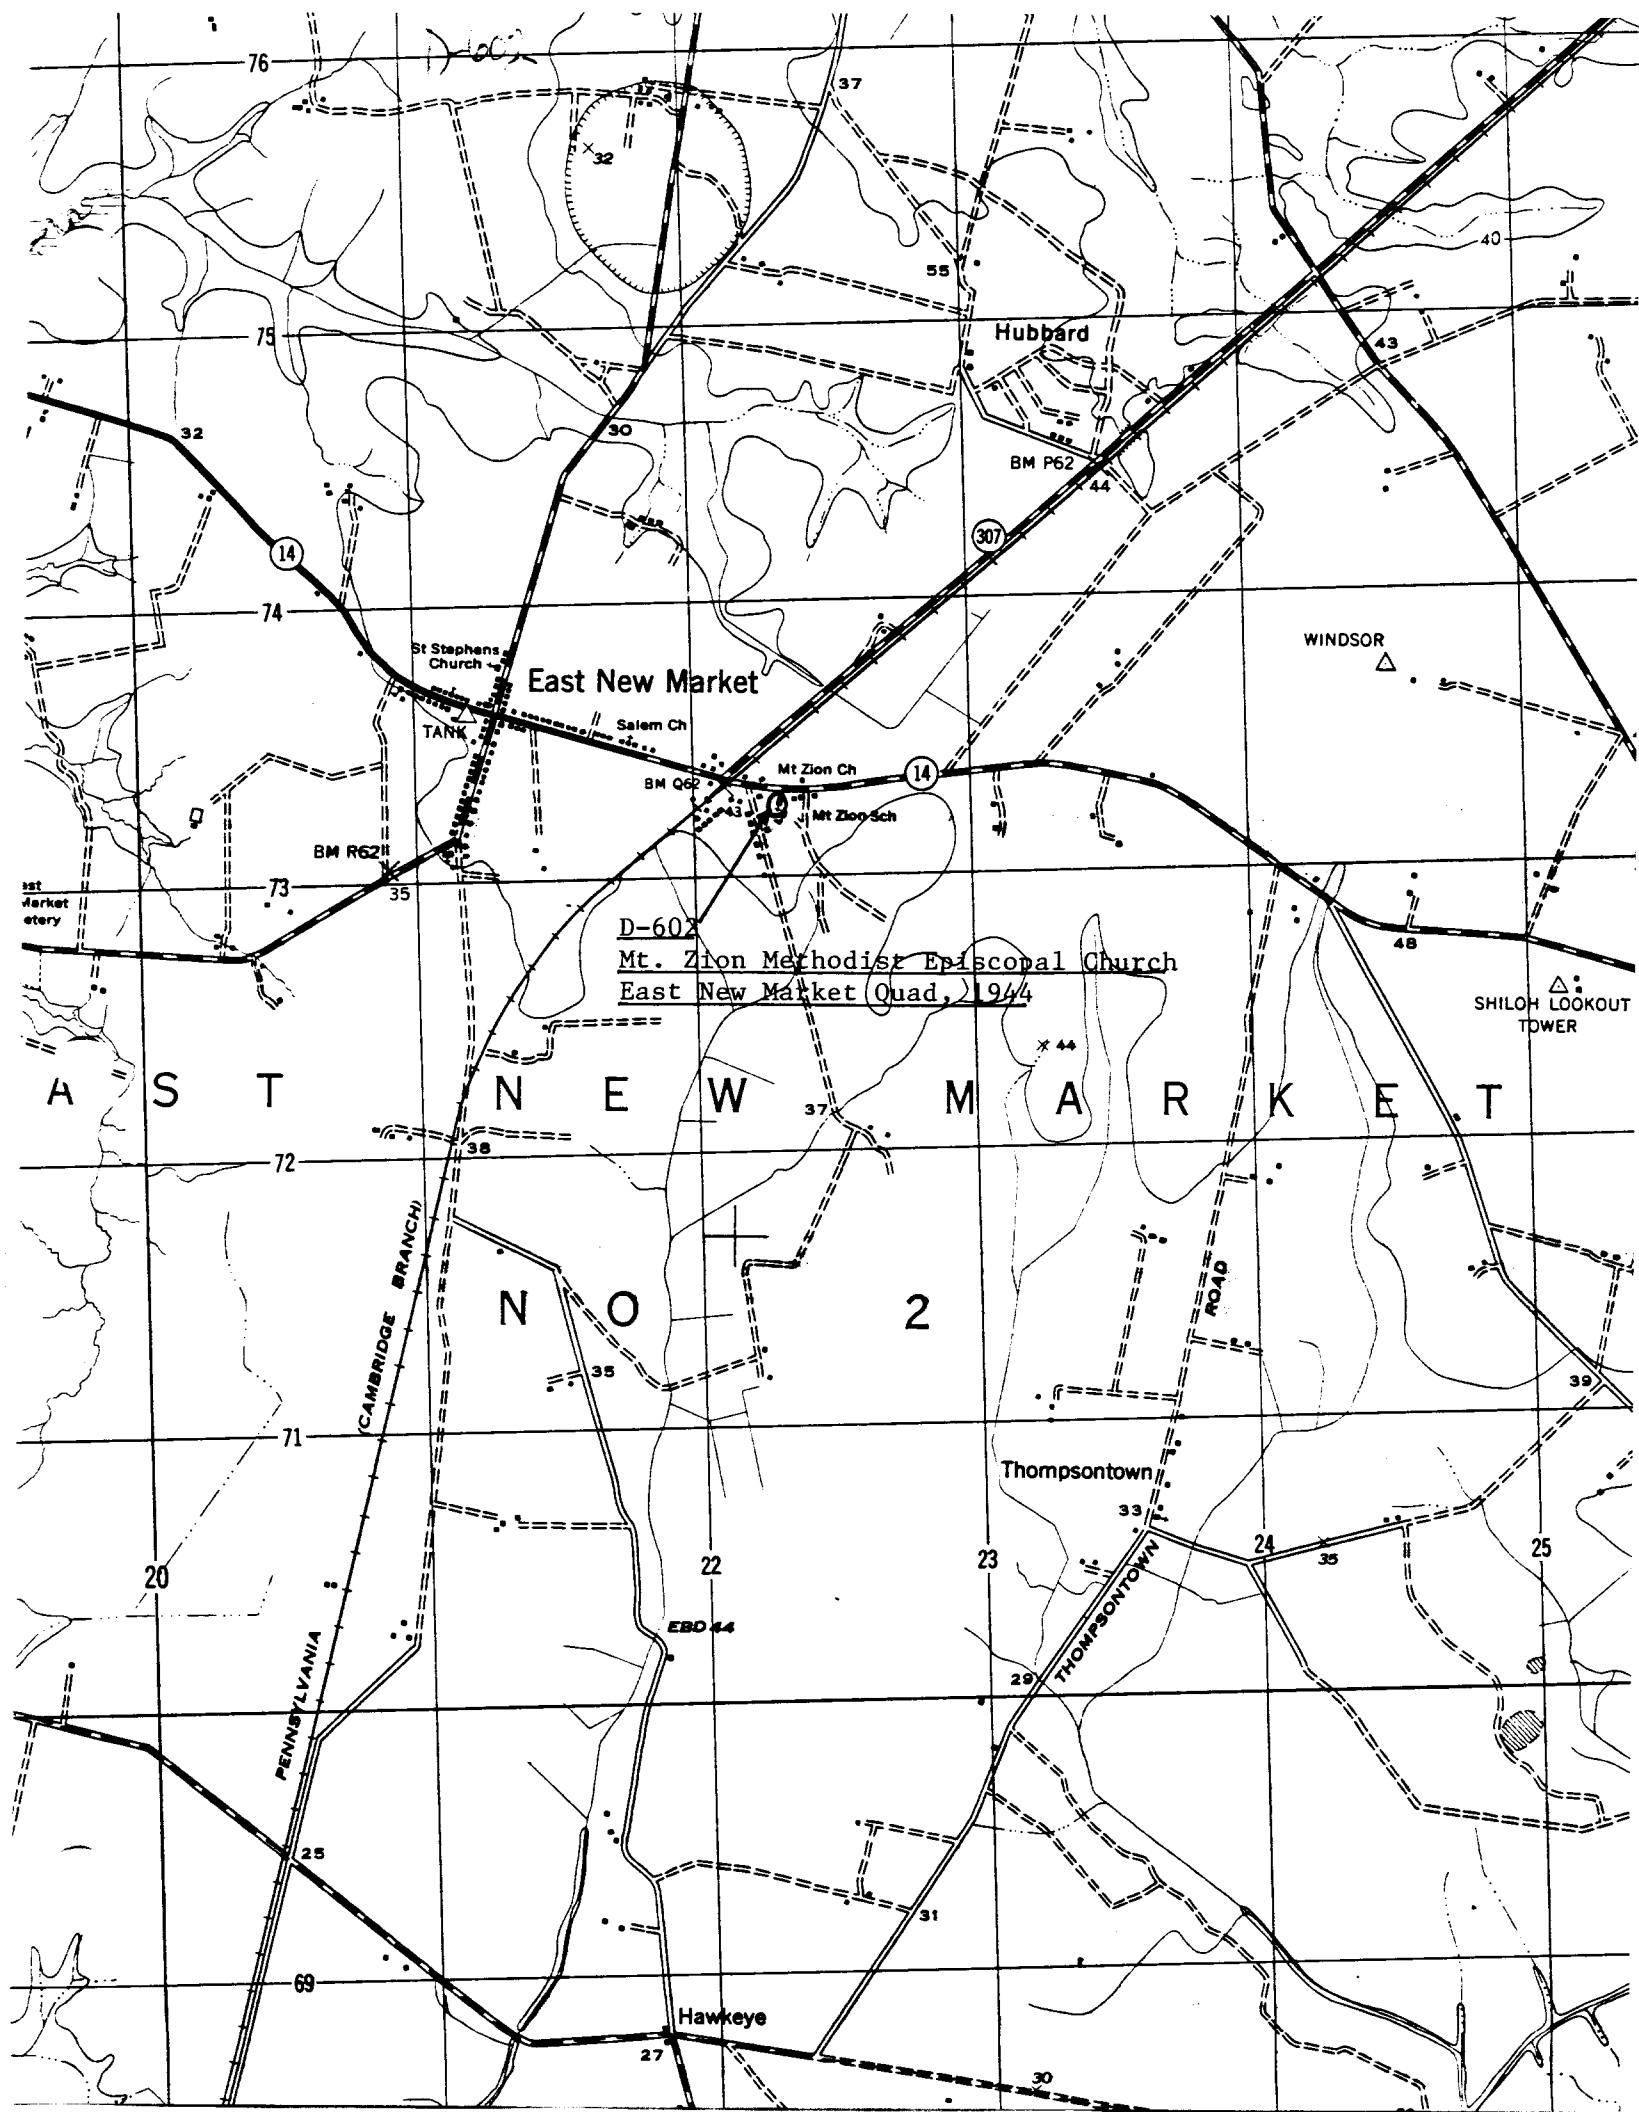 D-602
76
37
32
40
55
75
Hubbard
43
32
30
BM P62
44
14
307
74
WINDSOR
St Stephens
Church
East New Market
TANK
Salem Ch
Mt Zion Ch
14
BM Q62
43
Mt Zion Sch
BM R62
35
73
Market
D-602
48
Mt. Zion Methodist Episcopal Church
East New Market Quad, 1944
SHILOH LOOKOUT
TOWER
44
A S T N E W M A R K E T
37
38
72
(CAMBRIDGE BRANCH)
ROAD
N O 2
35
39
71
Thompsontown
33
20
22
23
24
35
25
THOMPSONTOWN
EBD 44
PENNSYLVANIA
29
25
31
69
Hawkeye
27
30